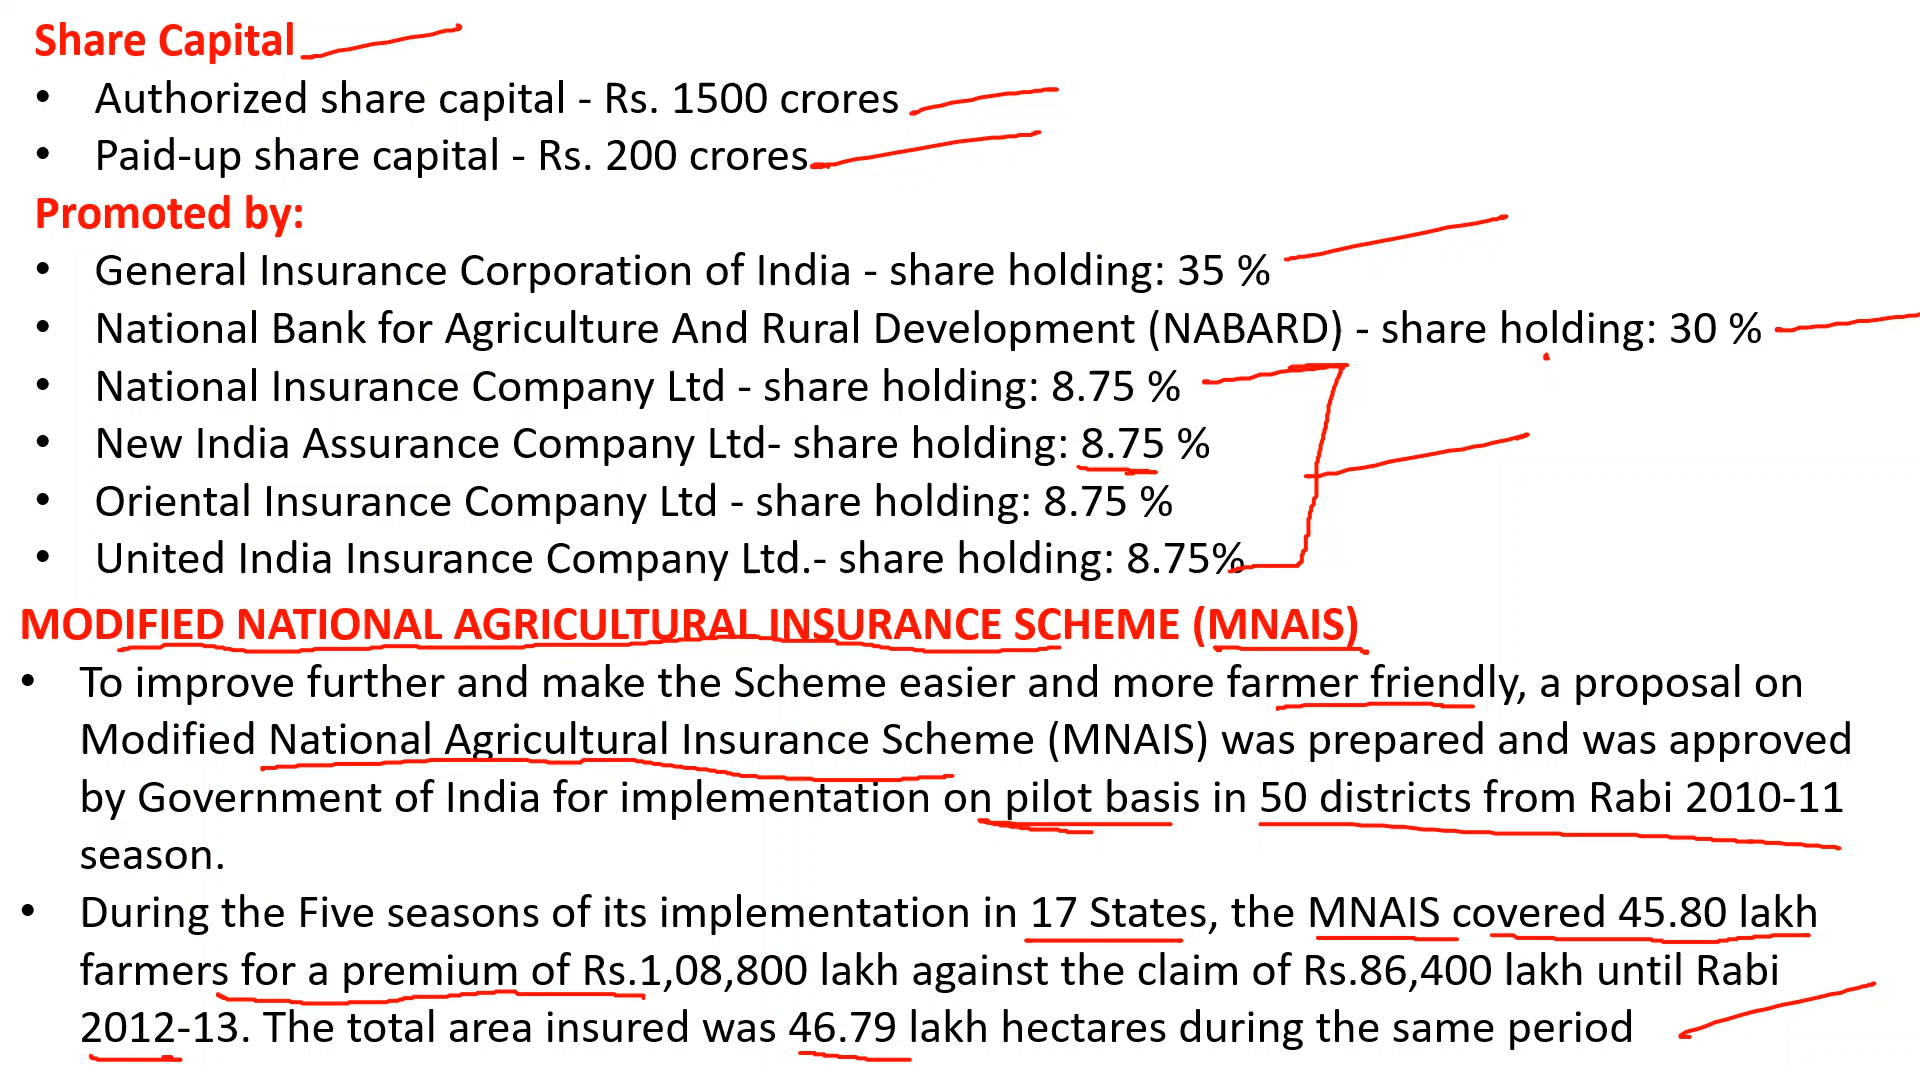 Share Capital
• Authorized share capital - Rs. 1500 crores
• Paid-up share capital - Rs. 200 crores
Promoted by:
• General Insurance Corporation of India - share holding: 35 %
• National Bank for Agriculture And Rural Development (NABARD) - share holding: 30 %
• National Insurance Company Ltd - share holding: 8.75 %
• New India Assurance Company Ltd- share holding: 8.75 %
• Oriental Insurance Company Ltd - share holding: 8.75 %
• United India Insurance Company Ltd.- share holding: 8.75%
MODIFIED NATIONAL AGRICULTURAL INSURANCE SCHEME (MNAIS)
• To improve further and make the Scheme easier and more farmer friendly, a proposal on
Modified National Agricultural Insurance Scheme (MNAIS) was prepared and was approved
by Government of India for implementation on pilot basis in 50 districts from Rabi 2010-11
season.
• During the Five seasons of its implementation in 17 States, the MNAIS covered 45.80 lakh
farmers for a premium of Rs.1,08,800 lakh against the claim of Rs.86,400 lakh until Rabi
2012-13. The total area insured was 46.79 lakh hectares during the same period